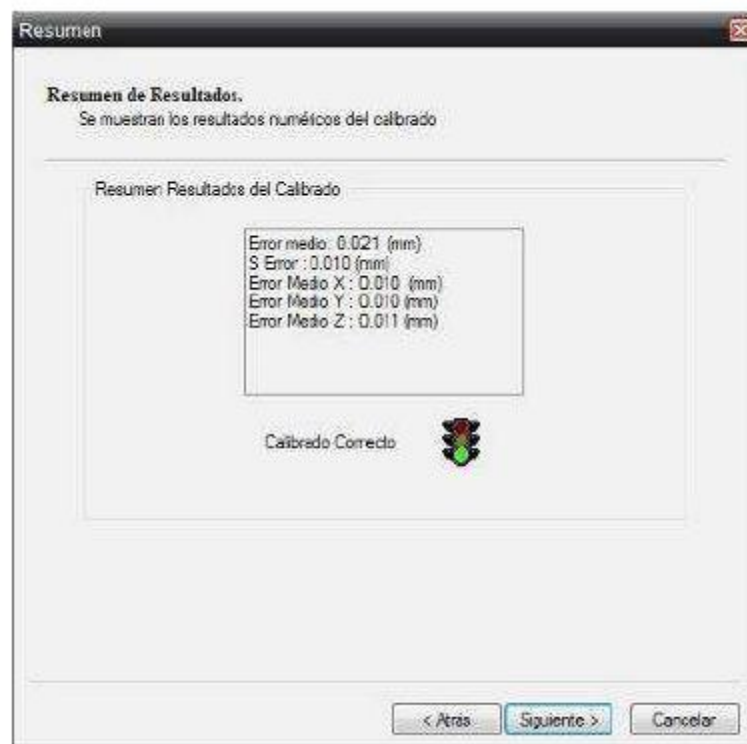 Resumen
Resumen de Resultados.
Se muestran los resultados numéricos del calibrado
Resumen Resultados del Calibrado
Error medio: 0.021 (mm)
S Error : 0.010 (mm)
Error Medio X : 0.010 (mm)
Error Medio Y : 0.010 (mm)
Error Medio Z : 0.011 (mm)
Calibrado Correcto
< Atrás
Siguiente >
Cancelar